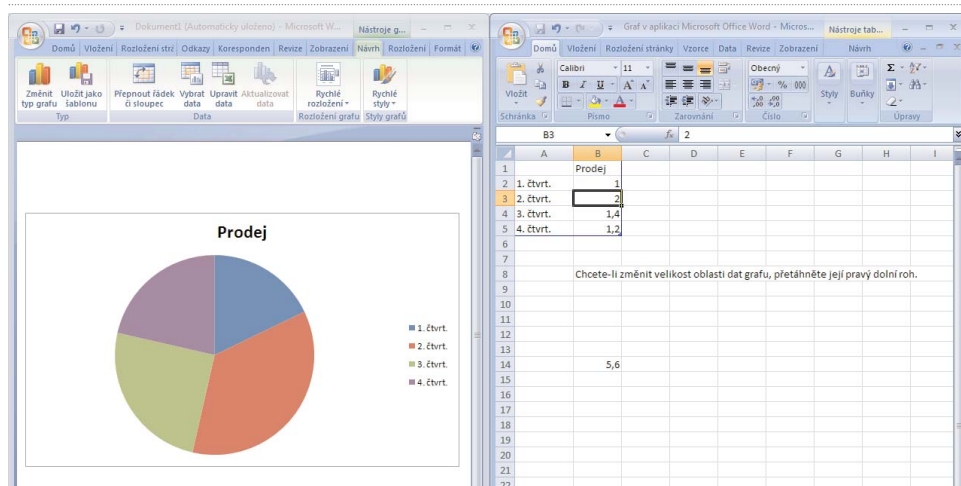 Dokument1 (Automaticky uloženo) - Microsoft W... Nástroje g...
Domů Vložení Rozložení strá Odkazy Koresponden Revize Zobrazení Návrh Rozložení Formát
Změnit typ grafu
Uložit jako šablonu
Přepnout řádek či sloupec
Vybrat data
Upravit data
Aktualizovat data
Rychlé rozložení
Rychlé styly
Typ Data Rozložení grafu Styly grafů
Prodej
1. čtvrt.
2. čtvrt.
3. čtvrt.
4. čtvrt.
Graf v aplikaci Microsoft Office Word - Micros... Nástroje tab...
Domů Vložení Rozložení stránky Vzorce Data Revize Zobrazení Návrh
Vložit
Calibri 11
B I U
A A
A
Obecný
% 000
,00 ,00
Styly
Buňky
Σ
Schránka Písmo Zarovnání Číslo Úpravy
B3 fx 2
A B C D E F G H I
1 Prodej
2 1. čtvrt. 1
3 2. čtvrt. 2
4 3. čtvrt. 1,4
5 4. čtvrt. 1,2
6
7
8 Chcete-li změnit velikost oblasti dat grafu, přetáhněte její pravý dolní roh.
9
10
11
12
13
14 5,6
15
16
17
18
19
20
21
22